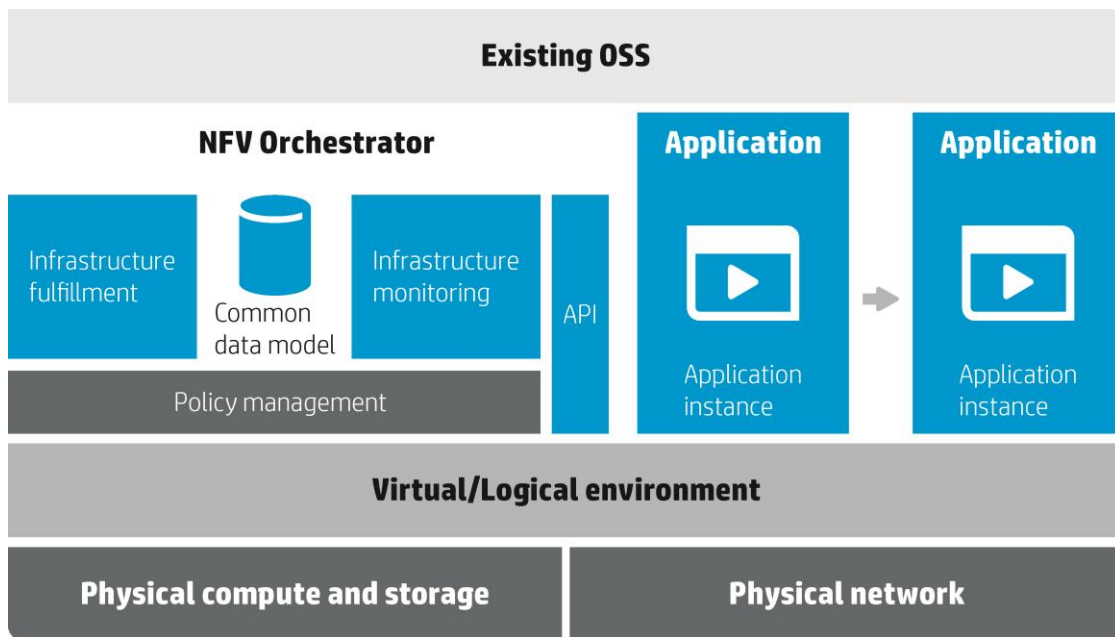 Existing OSS
NFV Orchestrator
Infrastructure
fulfillment
Common
data model
Infrastructure
monitoring
API
Policy management
Application
Application
instance
Application
Application
instance
Virtual/Logical environment
Physical compute and storage
Physical network